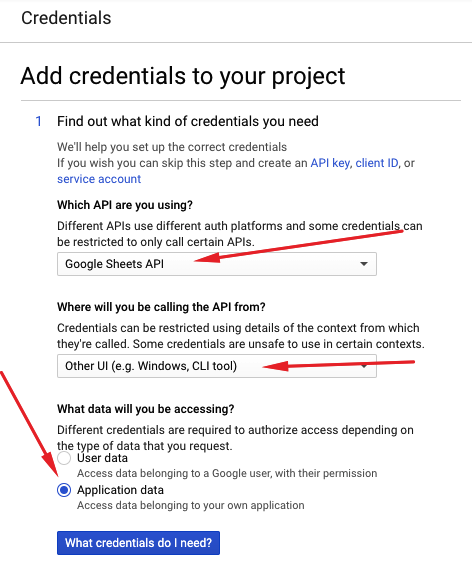 Credentials
Add credentials to your project
1 Find out what kind of credentials you need
We'll help you set up the correct credentials
If you wish you can skip this step and create an API key, client ID, or
service account
Which API are you using?
Different APIs use different auth platforms and some credentials can
be restricted to only call certain APIs.
Google Sheets API
Where will you be calling the API from?
Credentials can be restricted using details of the context from which
they're called. Some credentials are unsafe to use in certain contexts.
Other UI (e.g. Windows, CLI tool)
What data will you be accessing?
Different credentials are required to authorize access depending on
the type of data that you request.
User data
Access data belonging to a Google user, with their permission
Application data
Access data belonging to your own application
What credentials do I need?